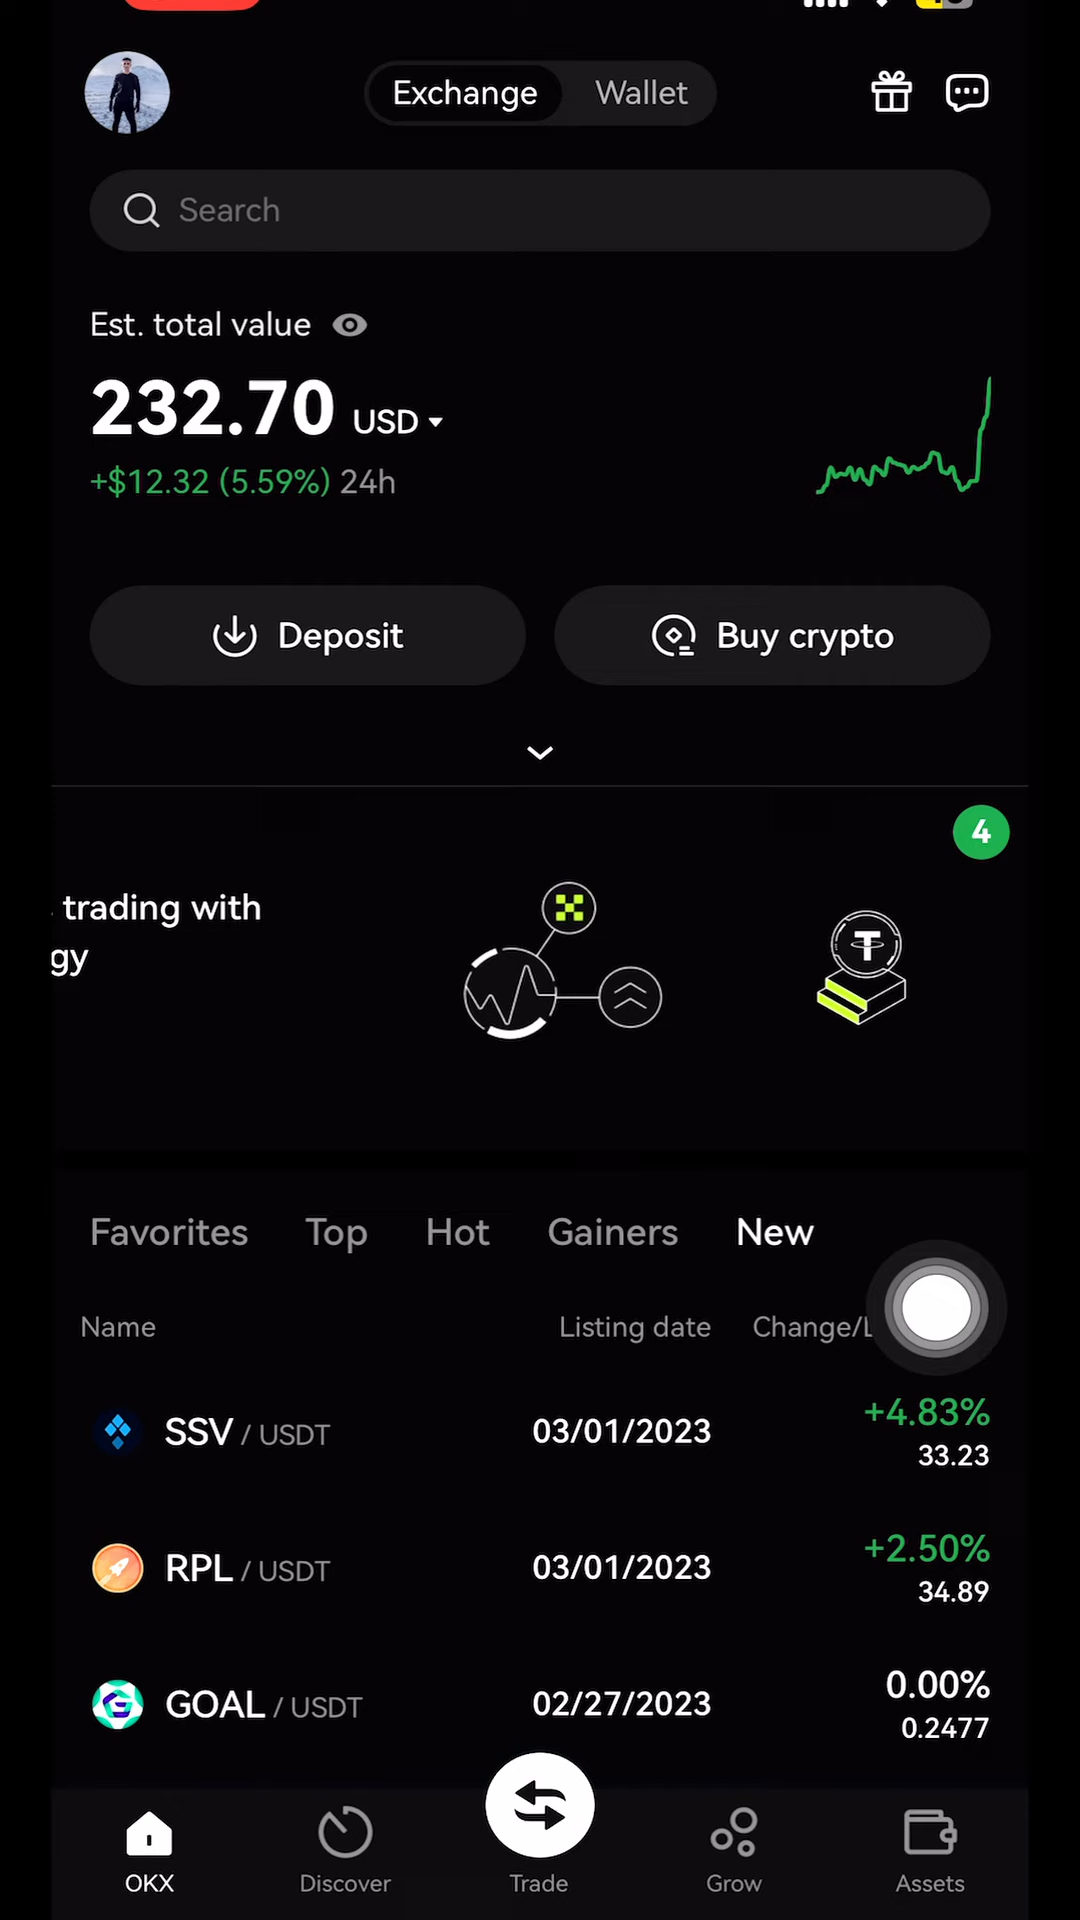 Exchange Wallet
Search
Est. total value
232.70 USD
+$12.32 (5.59%) 24h
Deposit Buy crypto
4
trading with
gy
Favorites Top Hot Gainers New
Name Listing date Change/
SSV / USDT 03/01/2023 +4.83%
33.23
RPL / USDT 03/01/2023 +2.50%
34.89
GOAL / USDT 02/27/2023 0.00%
0.2477
OKX Discover Trade Grow Assets